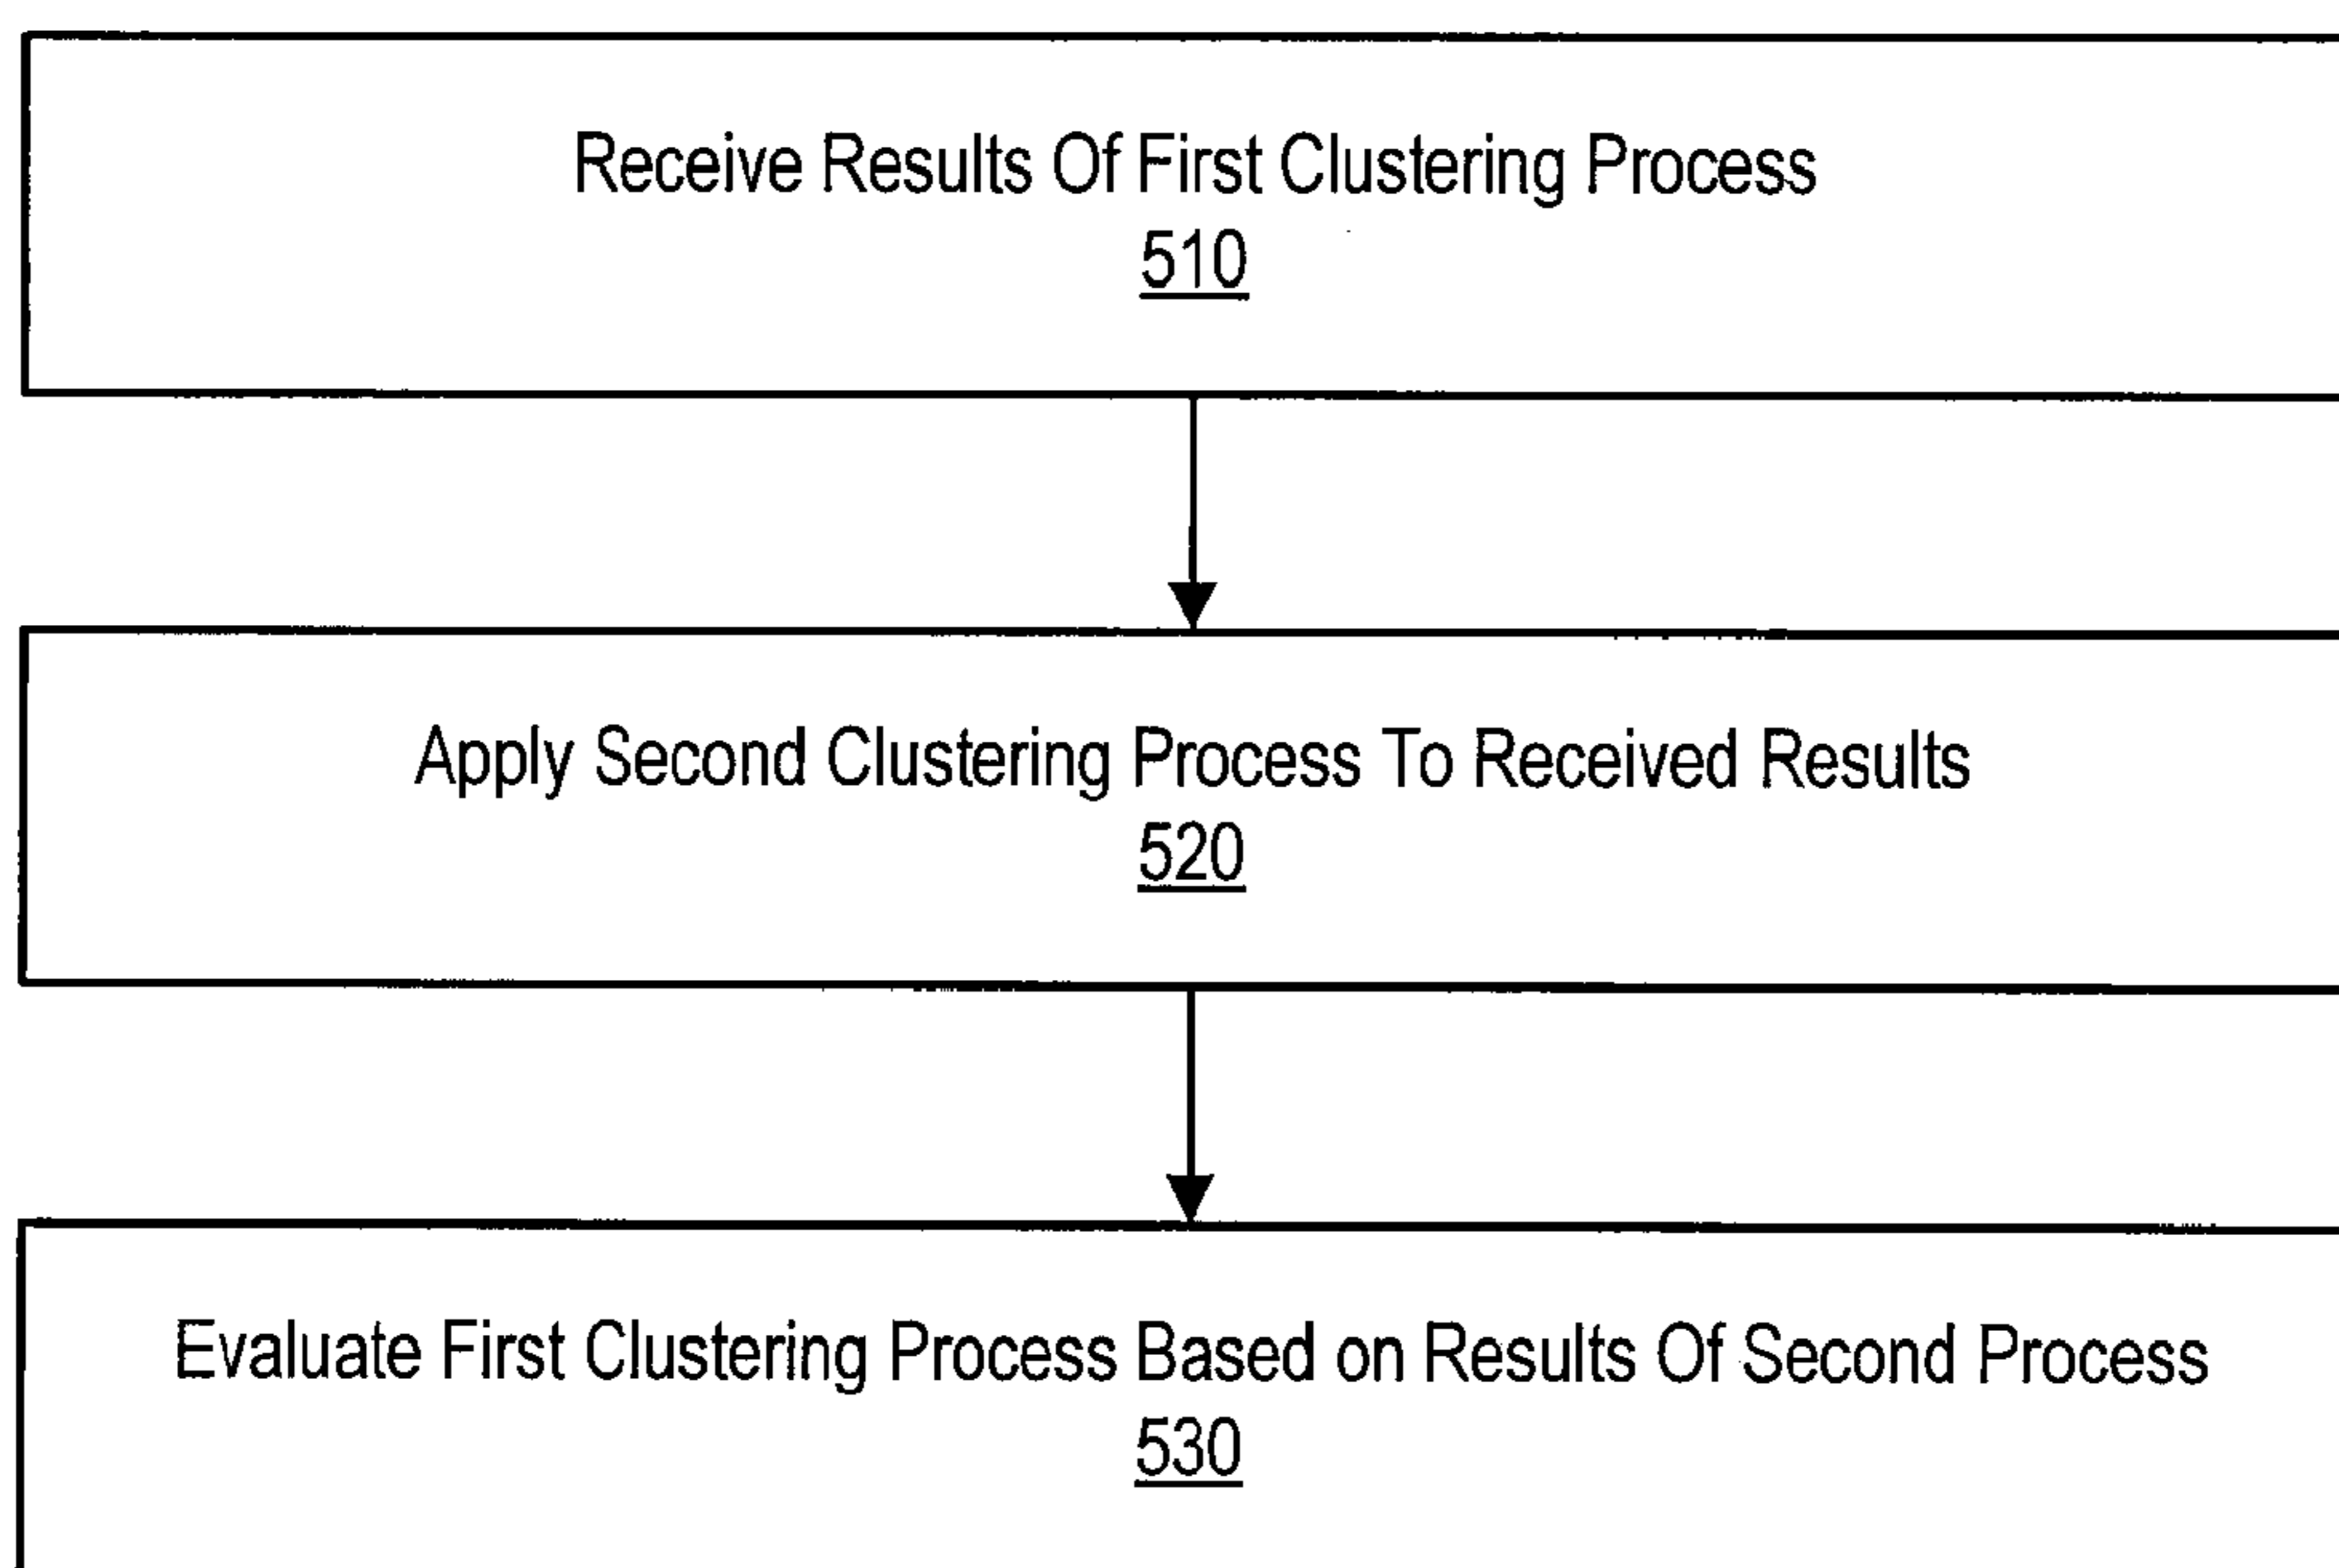 Receive Results Of First Clustering Process
510
Apply Second Clustering Process To Received Results
520
Evaluate First Clustering Process Based on Results Of Second Process
530